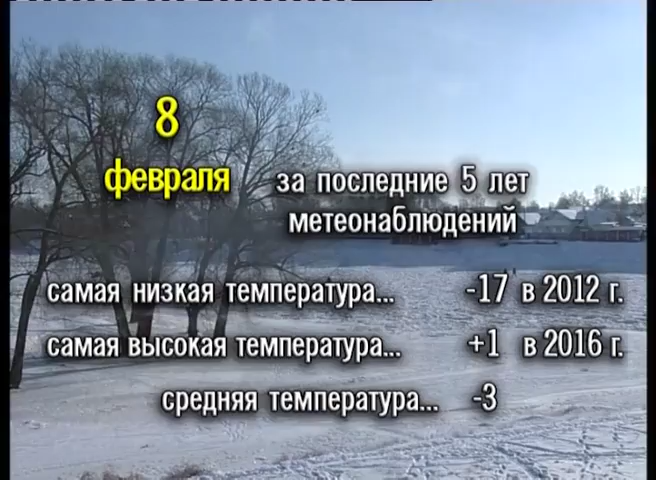 8
февраля
за последние 5 лет
метеонаблюдений
самая низкая температура... -17 в 2012 г.
самая высокая температура... +1 в 2016 г.
средняя температура... -3